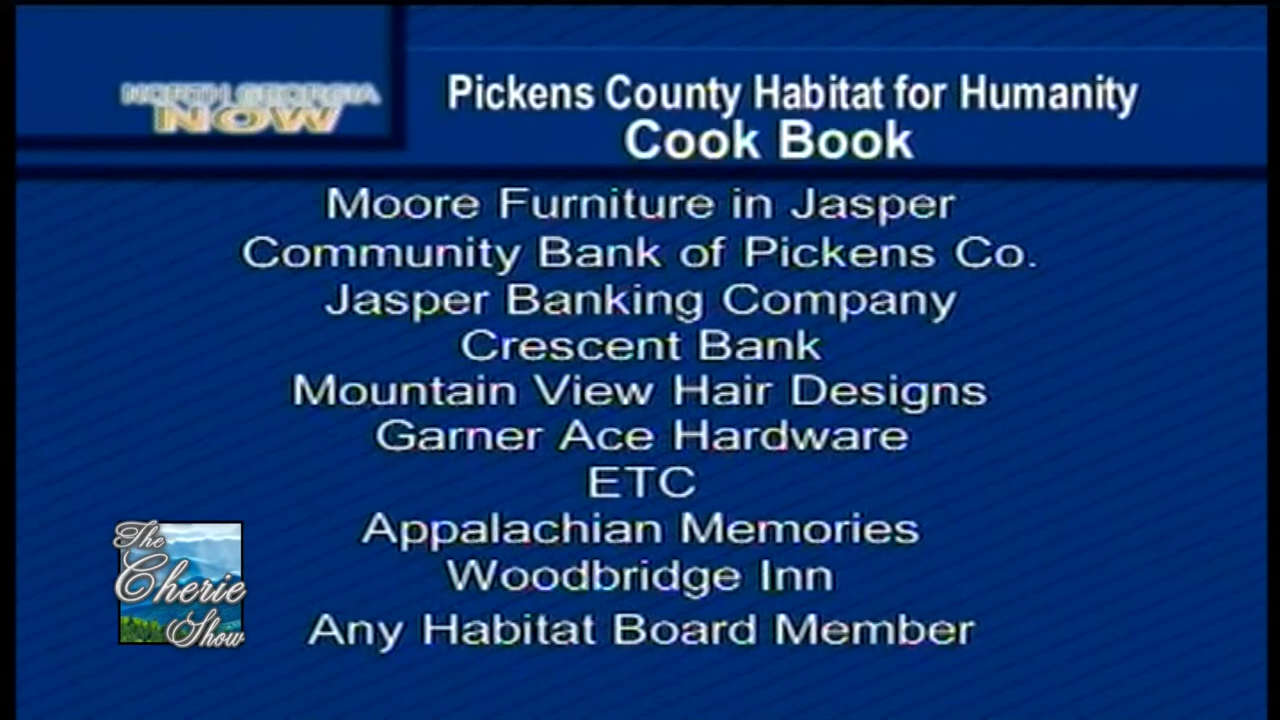 NORTH GEORGIA
NOW
Pickens County Habitat for Humanity
Cook Book
Moore Furniture in Jasper
Community Bank of Pickens Co.
Jasper Banking Company
Crescent Bank
Mountain View Hair Designs
Garner Ace Hardware
ETC
Appalachian Memories
Woodbridge Inn
Any Habitat Board Member
The
Cherie
Show